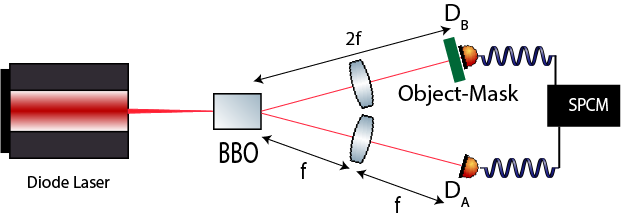 D_B
2f
Object-Mask
SPCM
BBO
Diode Laser
f
D_A
f